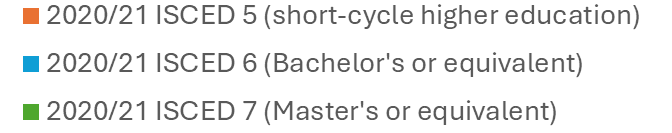 2020/21 ISCED 5 (short-cycle higher education)
2020/21 ISCED 6 (Bachelor's or equivalent)
2020/21 ISCED 7 (Master's or equivalent)